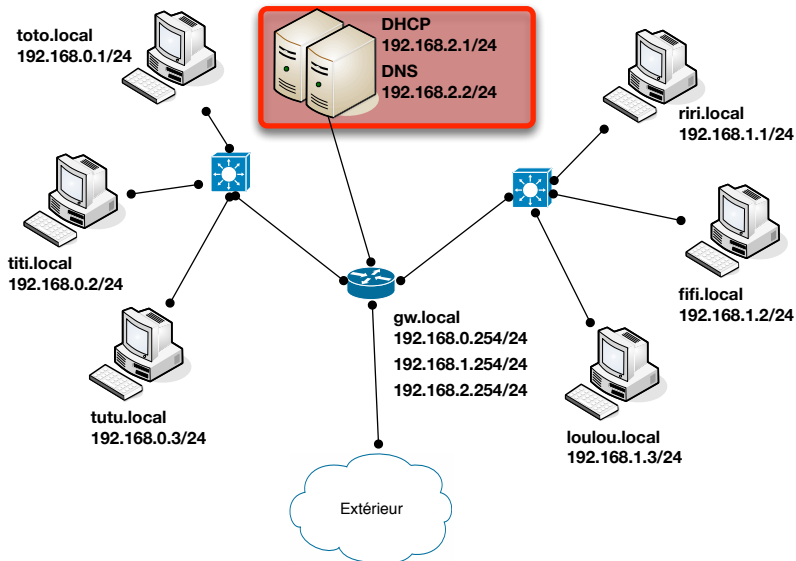 toto.local
192.168.0.1/24
DHCP
192.168.2.1/24
DNS
192.168.2.2/24
riri.local
192.168.1.1/24
titi.local
192.168.0.2/24
fifi.local
192.168.1.2/24
gw.local
192.168.0.254/24
192.168.1.254/24
192.168.2.254/24
tutu.local
192.168.0.3/24
loulou.local
192.168.1.3/24
Extérieur